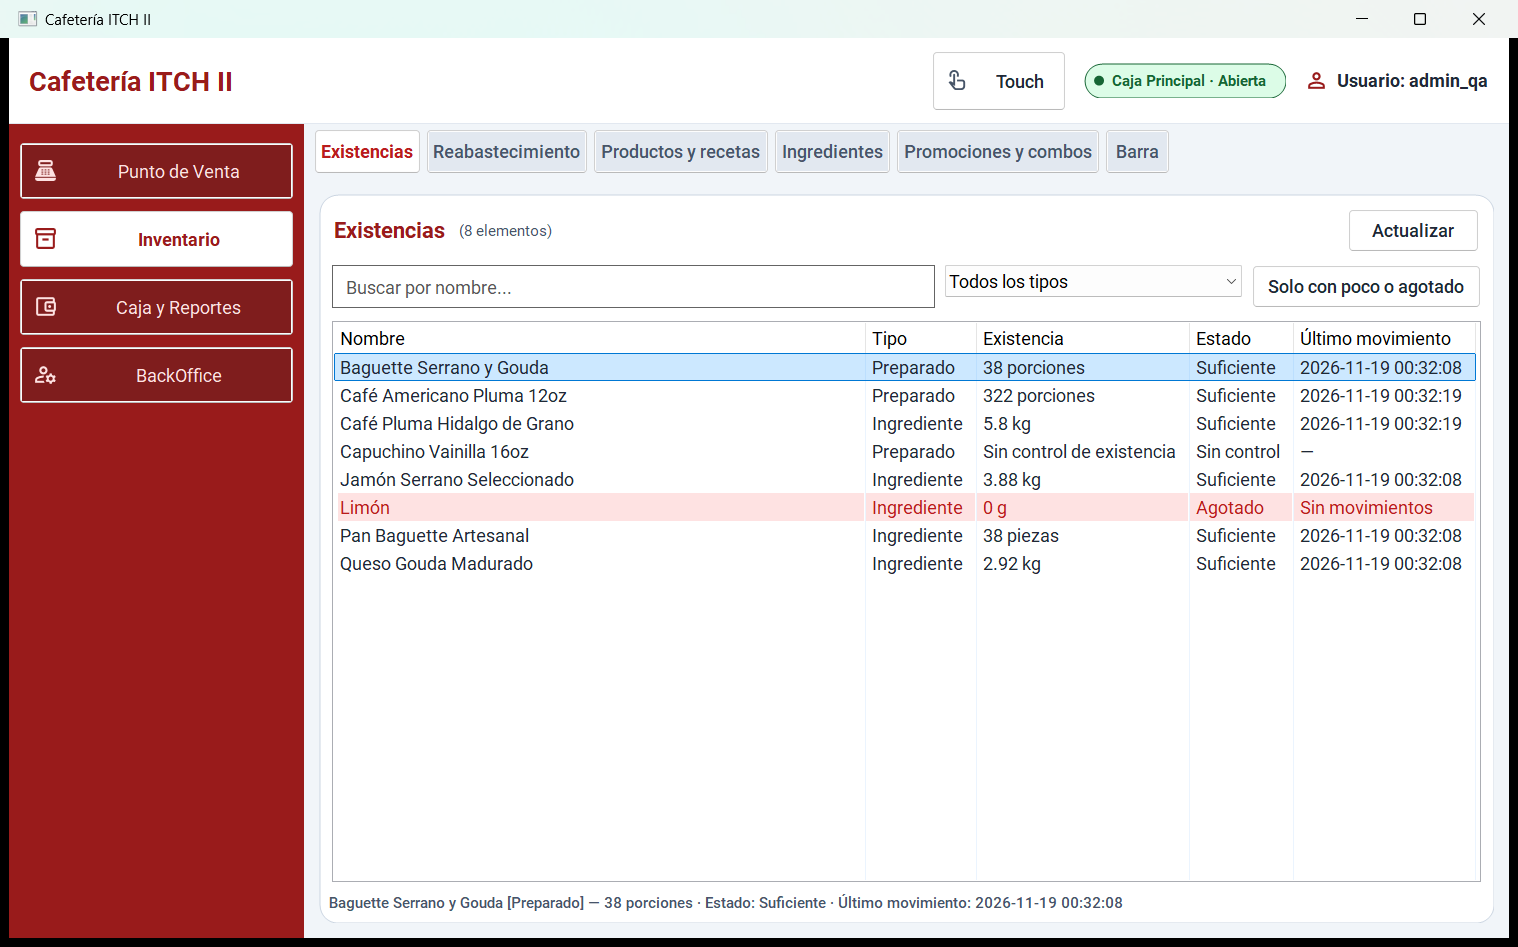 Cafetería ITCH II
Cafetería ITCH II
Touch
Caja Principal · Abierta
Usuario: admin_qa
Punto de Venta
Inventario
Caja y Reportes
BackOffice
Existencias Reabastecimiento Productos y recetas Ingredientes Promociones y combos Barra
Existencias (8 elementos)
Actualizar
Buscar por nombre...
Todos los tipos
Solo con poco o agotado
Nombre Tipo Existencia Estado Último movimiento
Baguette Serrano y Gouda Preparado 38 porciones Suficiente 2026-11-19 00:32:08
Café Americano Pluma 12oz Preparado 322 porciones Suficiente 2026-11-19 00:32:19
Café Pluma Hidalgo de Grano Ingrediente 5.8 kg Suficiente 2026-11-19 00:32:19
Capuchino Vainilla 16oz Preparado Sin control de existencia Sin control —
Jamón Serrano Seleccionado Ingrediente 3.88 kg Suficiente 2026-11-19 00:32:08
Limón Ingrediente 0 g Agotado Sin movimientos
Pan Baguette Artesanal Ingrediente 38 piezas Suficiente 2026-11-19 00:32:08
Queso Gouda Madurado Ingrediente 2.92 kg Suficiente 2026-11-19 00:32:08
Baguette Serrano y Gouda [Preparado] — 38 porciones · Estado: Suficiente · Último movimiento: 2026-11-19 00:32:08